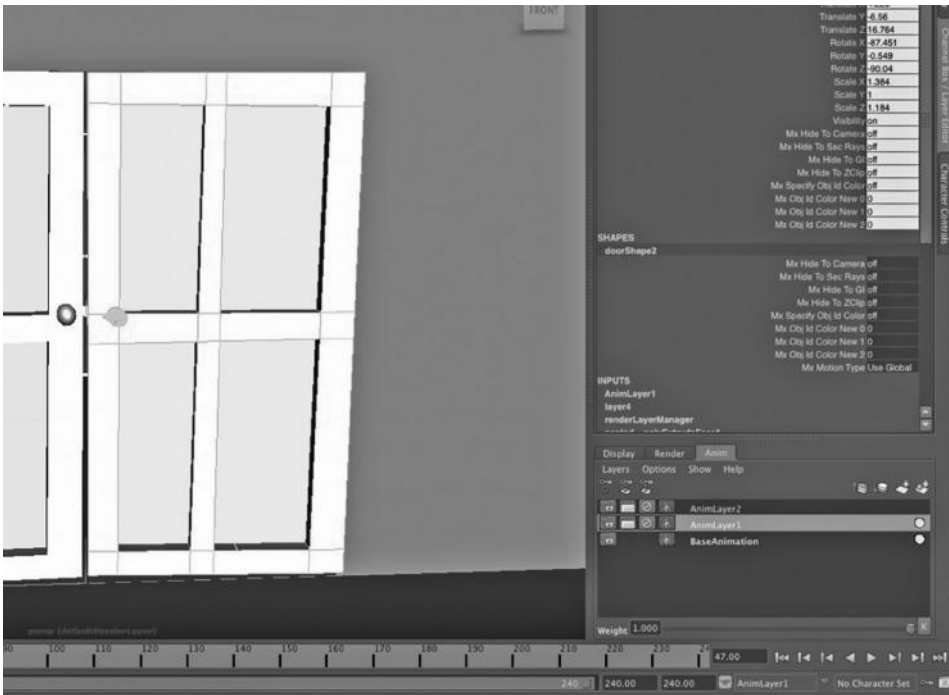 FRONT
Translate Y -6.56
Translate Z 16.764
Rotate X -87.451
Rotate Y -0.549
Rotate Z -90.04
Scale X 1.384
Scale Y 1
Scale Z 1.184
Visibility on
Mx Hide To Camera off
Mx Hide To Sec Rays off
Mx Hide To GI off
Mx Hide To ZClip off
Mx Specify Obj Id Color off
Mx Obj Id Color New 0 0
Mx Obj Id Color New 1 0
Mx Obj Id Color New 2 0
SHAPES
doorShape2
Mx Hide To Camera off
Mx Hide To Sec Rays off
Mx Hide To GI off
Mx Hide To ZClip off
Mx Specify Obj Id Color off
Mx Obj Id Color New 0 0
Mx Obj Id Color New 1 0
Mx Obj Id Color New 2 0
Mx Motion Type Use Global
INPUTS
AnimLayer1
layer4
renderLayerManager
Channel Box / Layer Editor
Character Controls
Display Render Anim
Layers Options Show Help
AnimLayer2
AnimLayer1
BaseAnimation
Weight 1.000 K
persp (defaultRenderLayer)
90 100 110 120 130 140 150 160 170 180 190 200 210 220 230 24 47.00
240 240.00 240.00 AnimLayer1 No Character Set